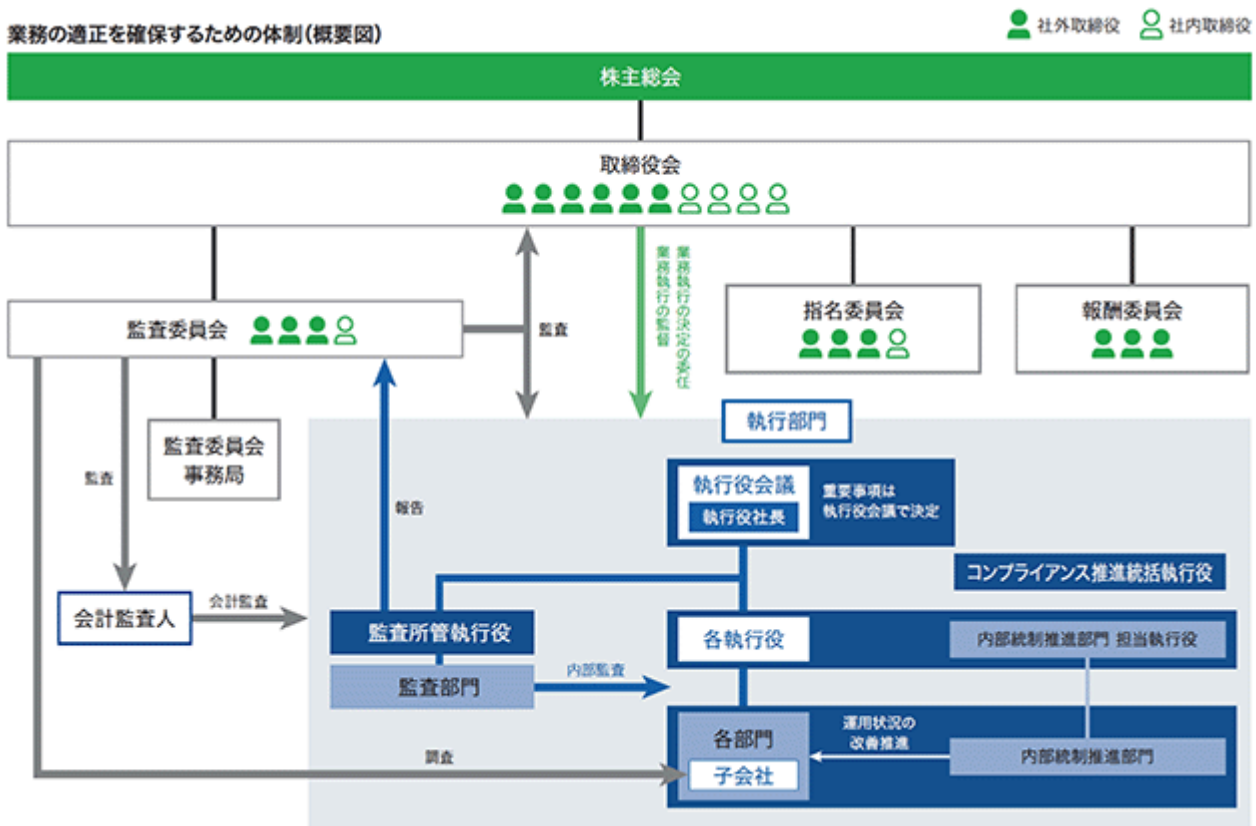 業務の適正を確保するための体制(概要図)
社外取締役 社内取締役
株主総会
取締役会
業務執行の決定の委任
業務執行の監督
監査委員会
監査
指名委員会
報酬委員会
監査委員会
事務局
監査
報告
執行部門
執行役会議
執行役社長
重要事項は
執行役会議で決定
コンプライアンス推進統括執行役
会計監査人
会計監査
監査所管執行役
監査部門
内部監査
各執行役
内部統制推進部門 担当執行役
各部門
子会社
運用状況の
改善推進
内部統制推進部門
調査